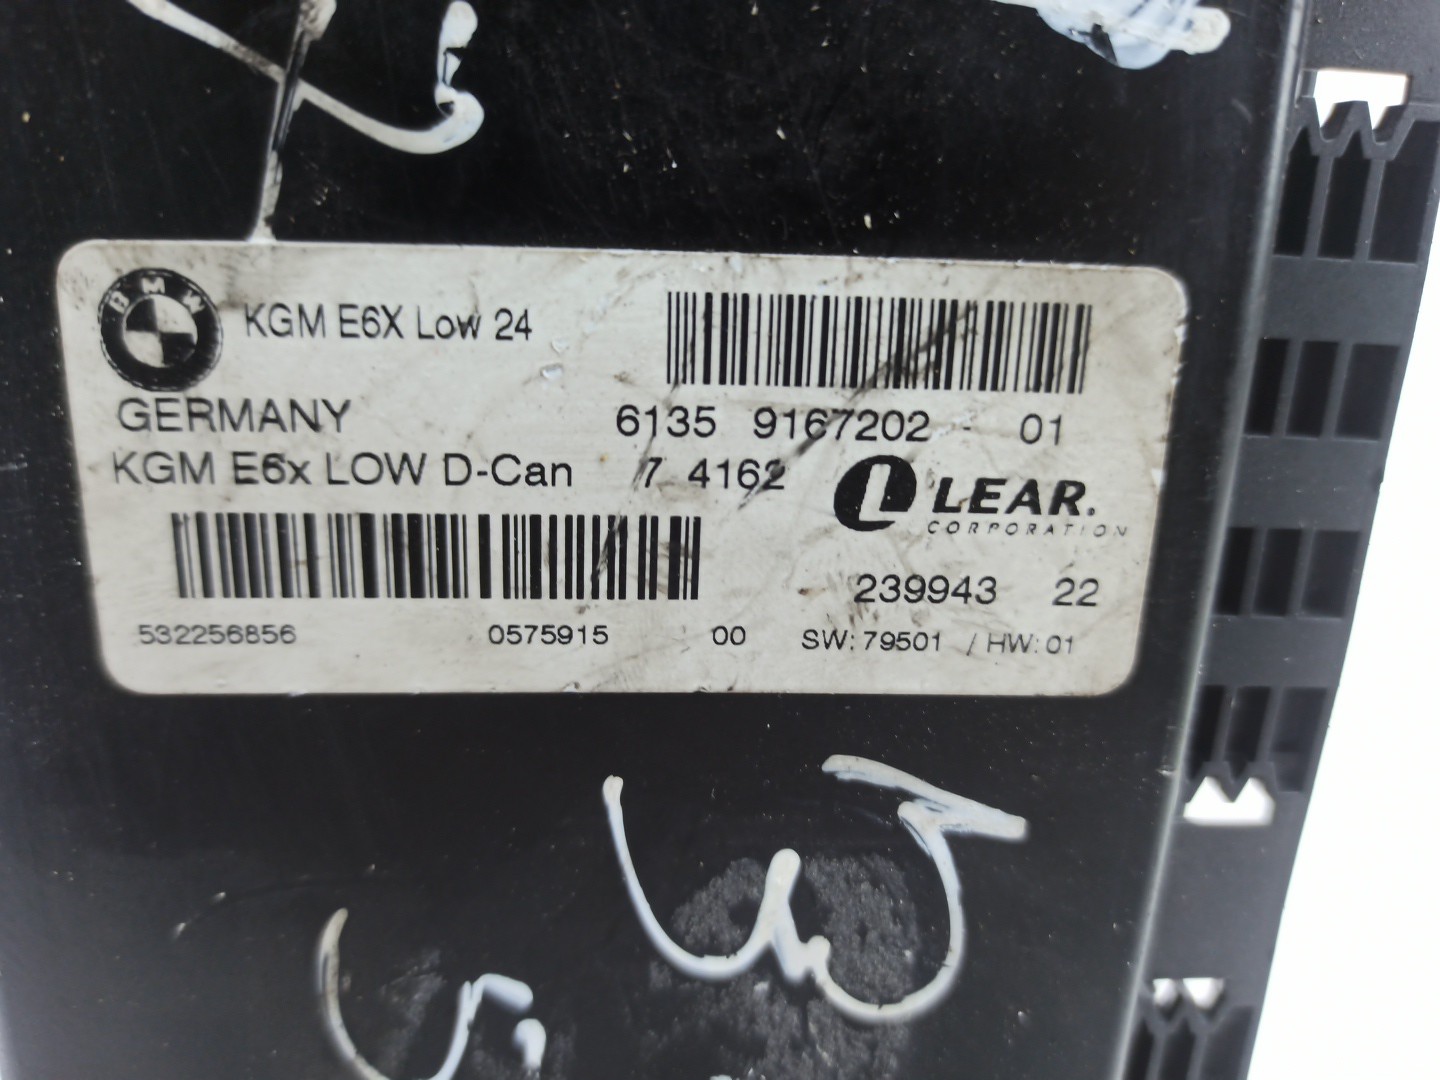 BMW KGM E6X Low 24
GERMANY 6135 9167202 - 01
KGM E6x LOW D-Can 7 4162 LEAR.
CORPORATION
239943 22
532256856 0575915 00 SW: 79501 / HW: 01